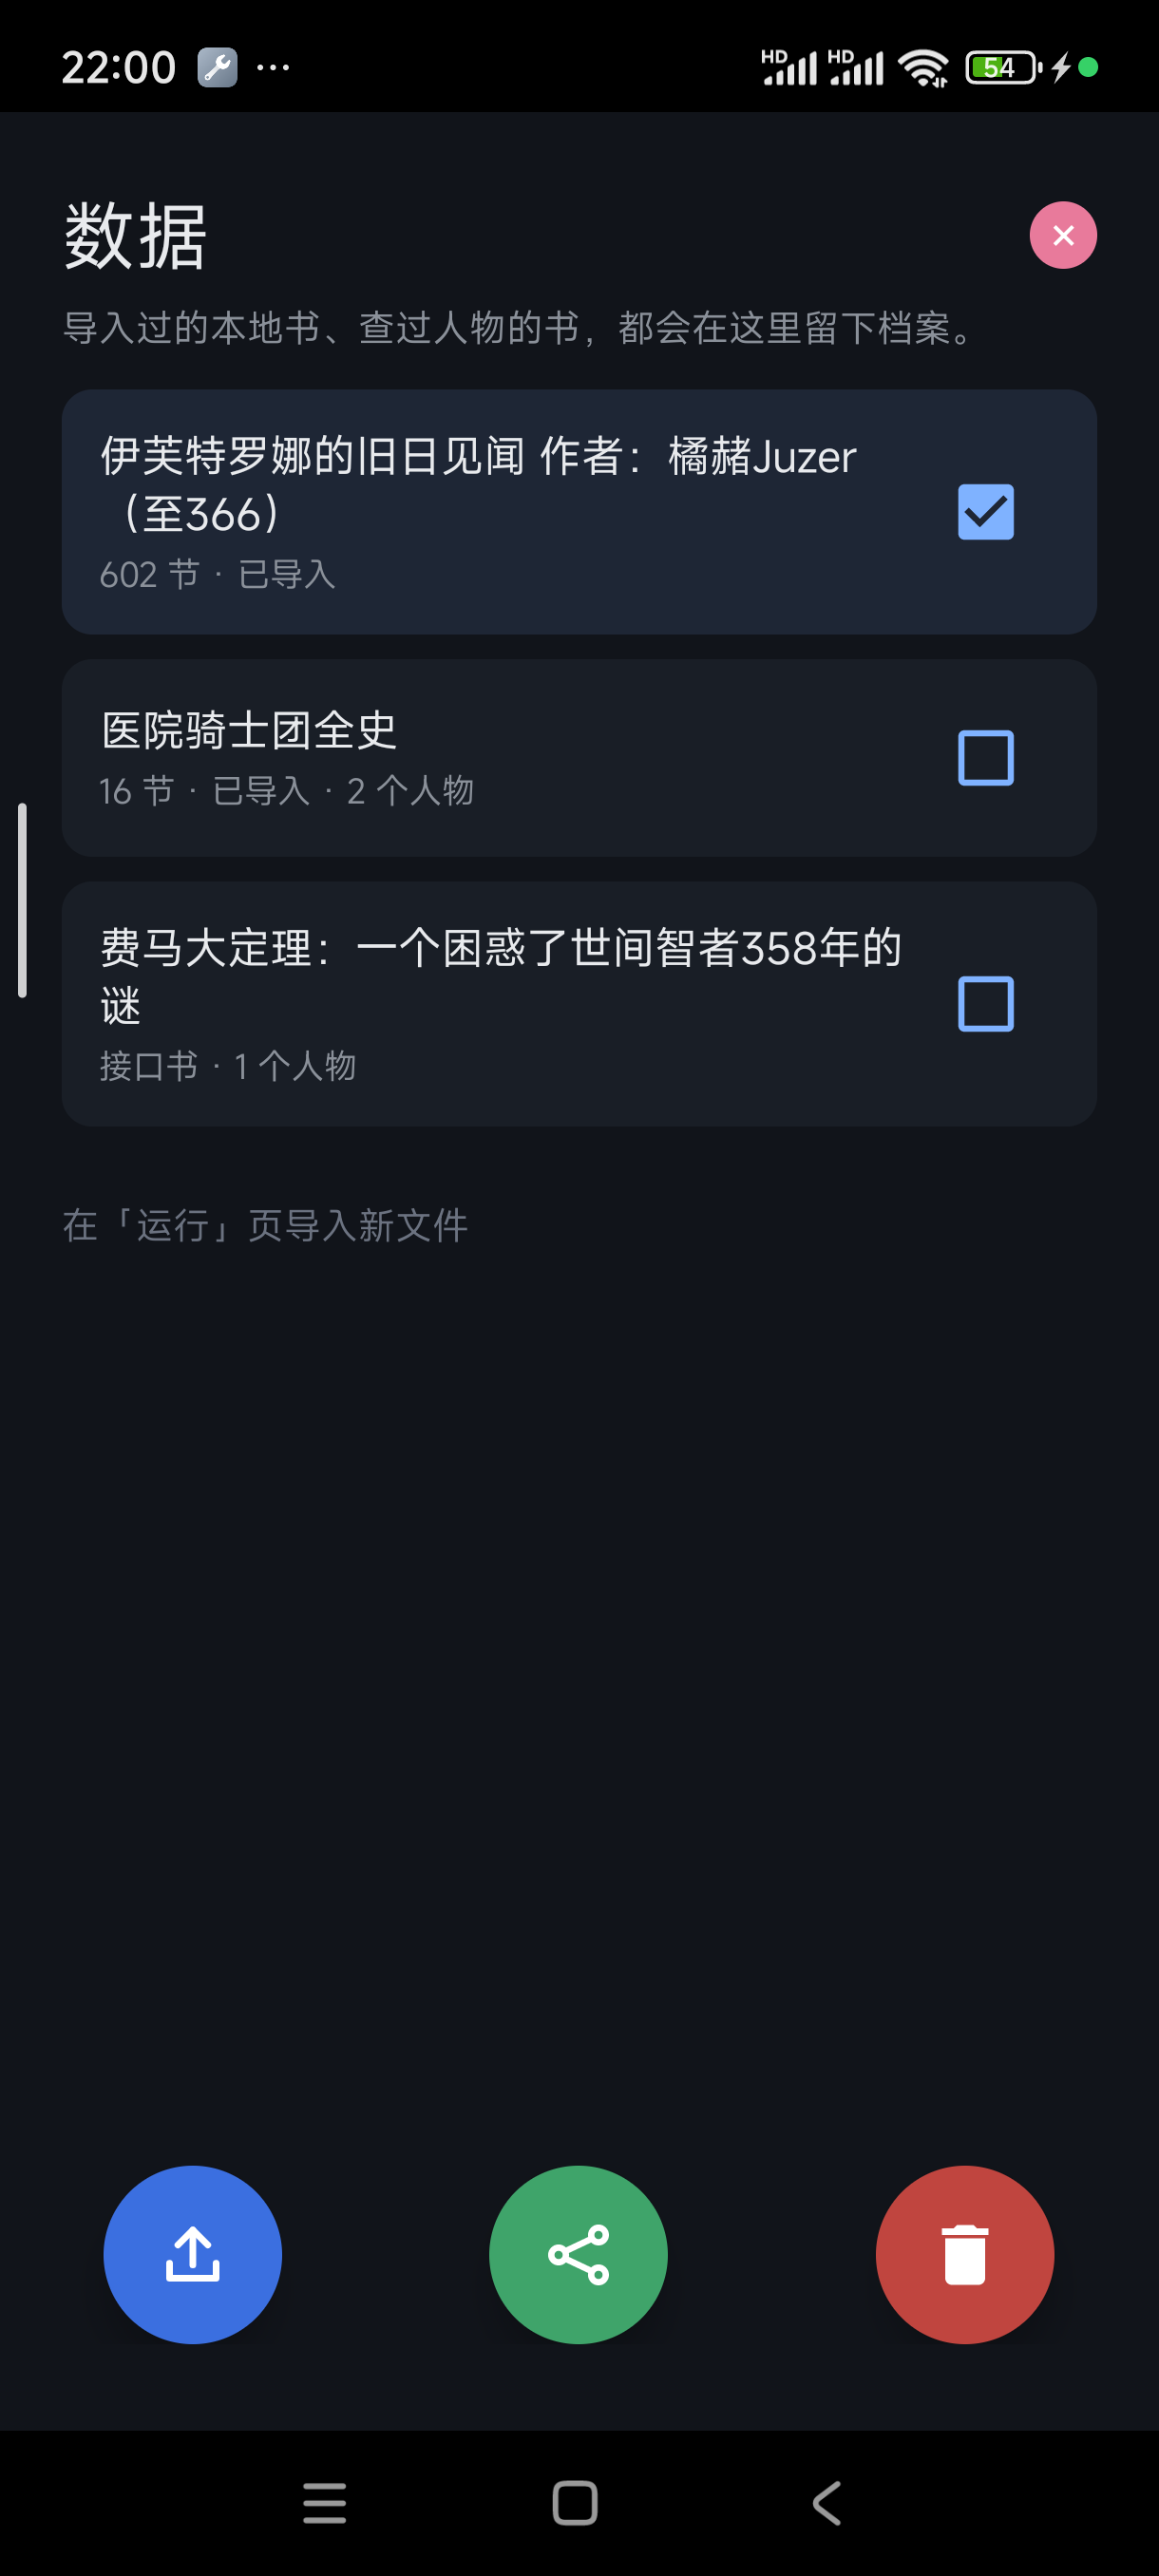 22:00
HD HD 54
数据
导入过的本地书、查过人物的书，都会在这里留下档案。
伊芙特罗娜的旧日见闻 作者：橘赭Juzer
（至366）
602 节 · 已导入
医院骑士团全史
16 节 · 已导入 · 2 个人物
费马大定理：一个困惑了世间智者358年的
谜
接口书 · 1 个人物
在「运行」页导入新文件